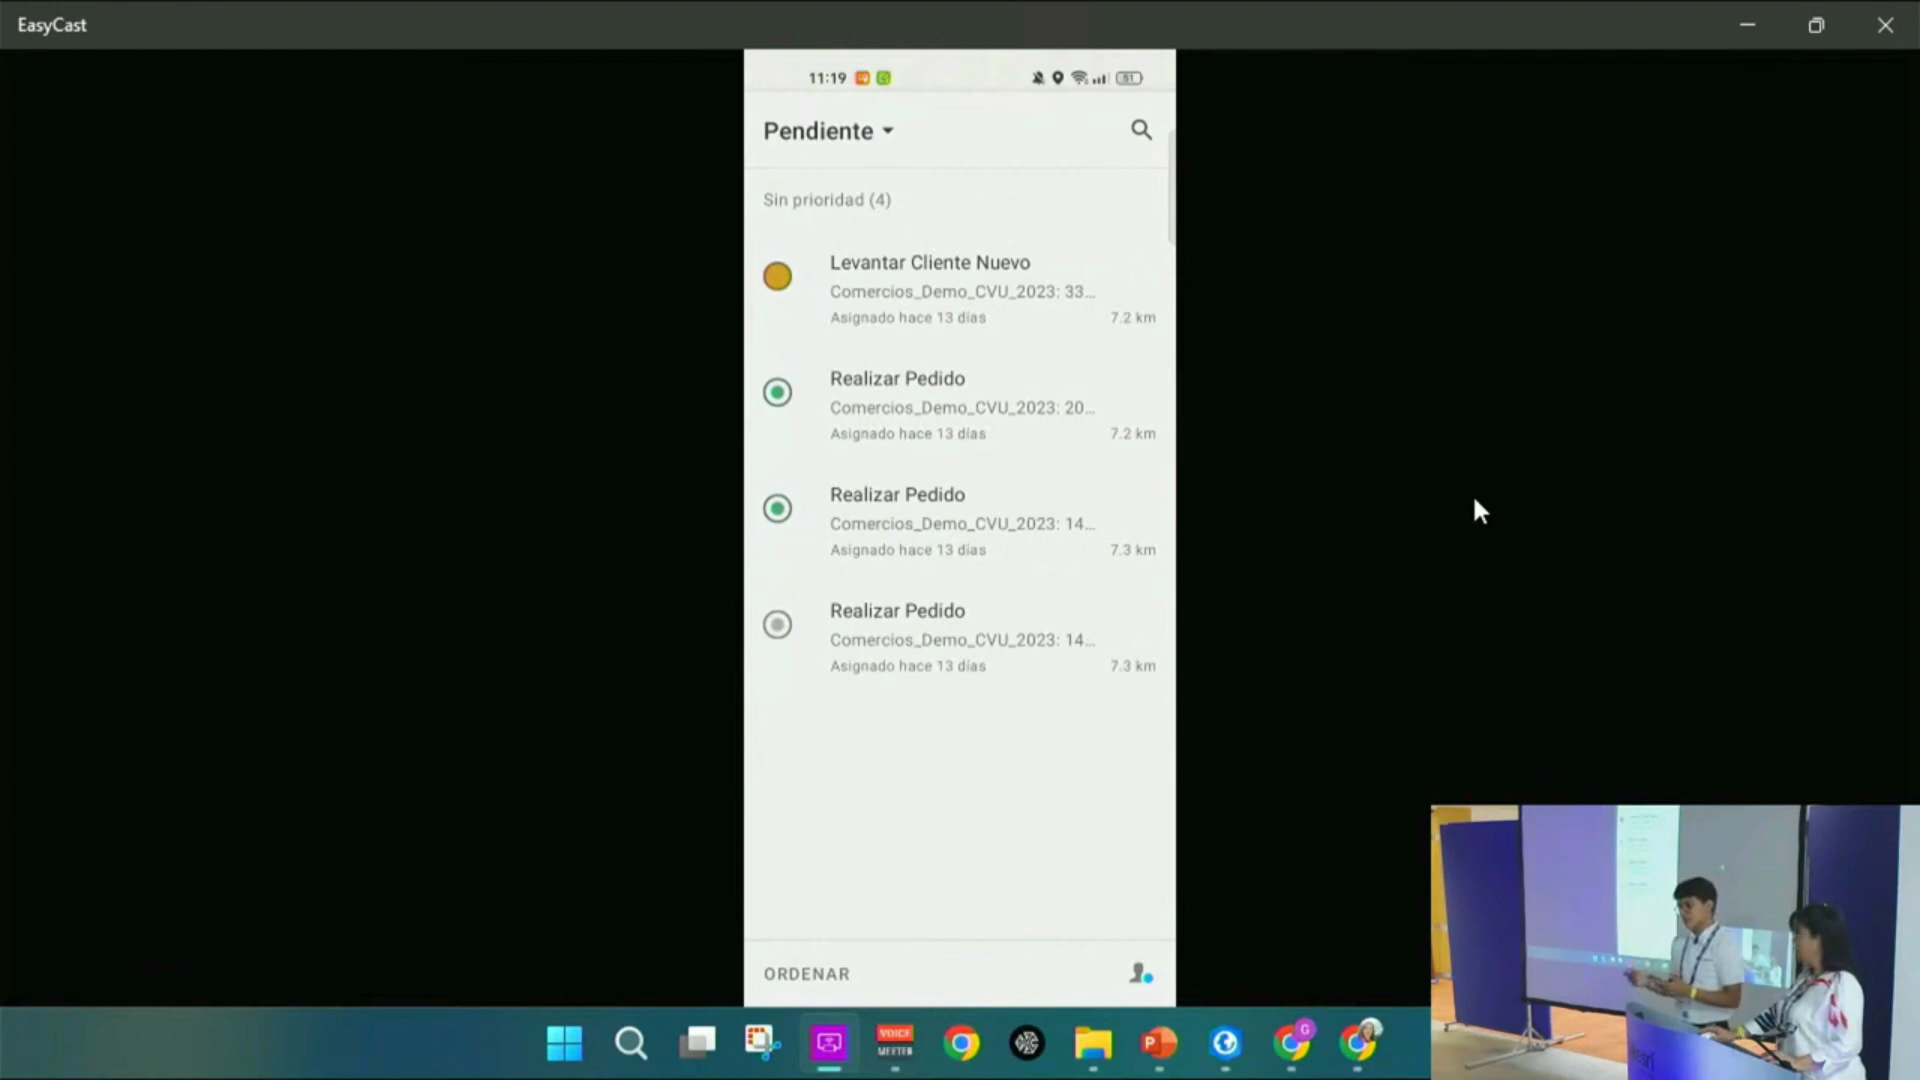 EasyCast
11:19
51
Pendiente
Sin prioridad (4)
Levantar Cliente Nuevo
Comercios_Demo_CVU_2023: 33...
Asignado hace 13 días
7.2 km
Realizar Pedido
Comercios_Demo_CVU_2023: 20...
Asignado hace 13 días
7.2 km
Realizar Pedido
Comercios_Demo_CVU_2023: 14...
Asignado hace 13 días
7.3 km
Realizar Pedido
Comercios_Demo_CVU_2023: 14...
Asignado hace 13 días
7.3 km
ORDENAR
VOICE
MEETER
P
G
esri